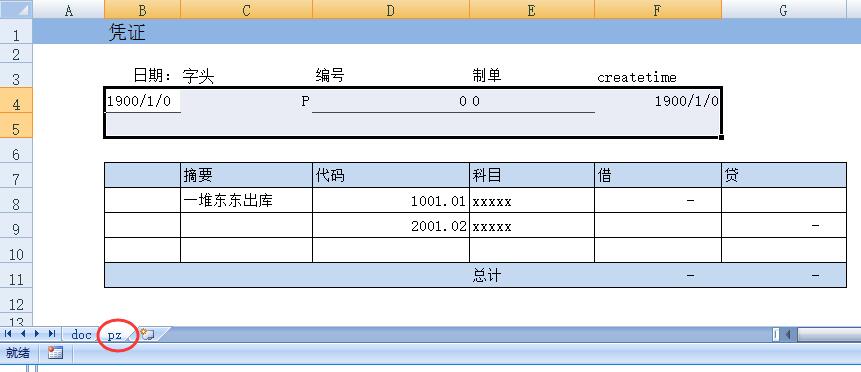 A B C D E F G
1 凭证
2
3 日期: 字头 编号 制单 createtime
4 1900/1/0 P 0 0 1900/1/0
5
6
7 摘要 代码 科目 借 贷
8 一堆东东出库 1001.01 xxxxx -
9 2001.02 xxxxx -
10
11 总计 - -
12
13
doc pz
就绪